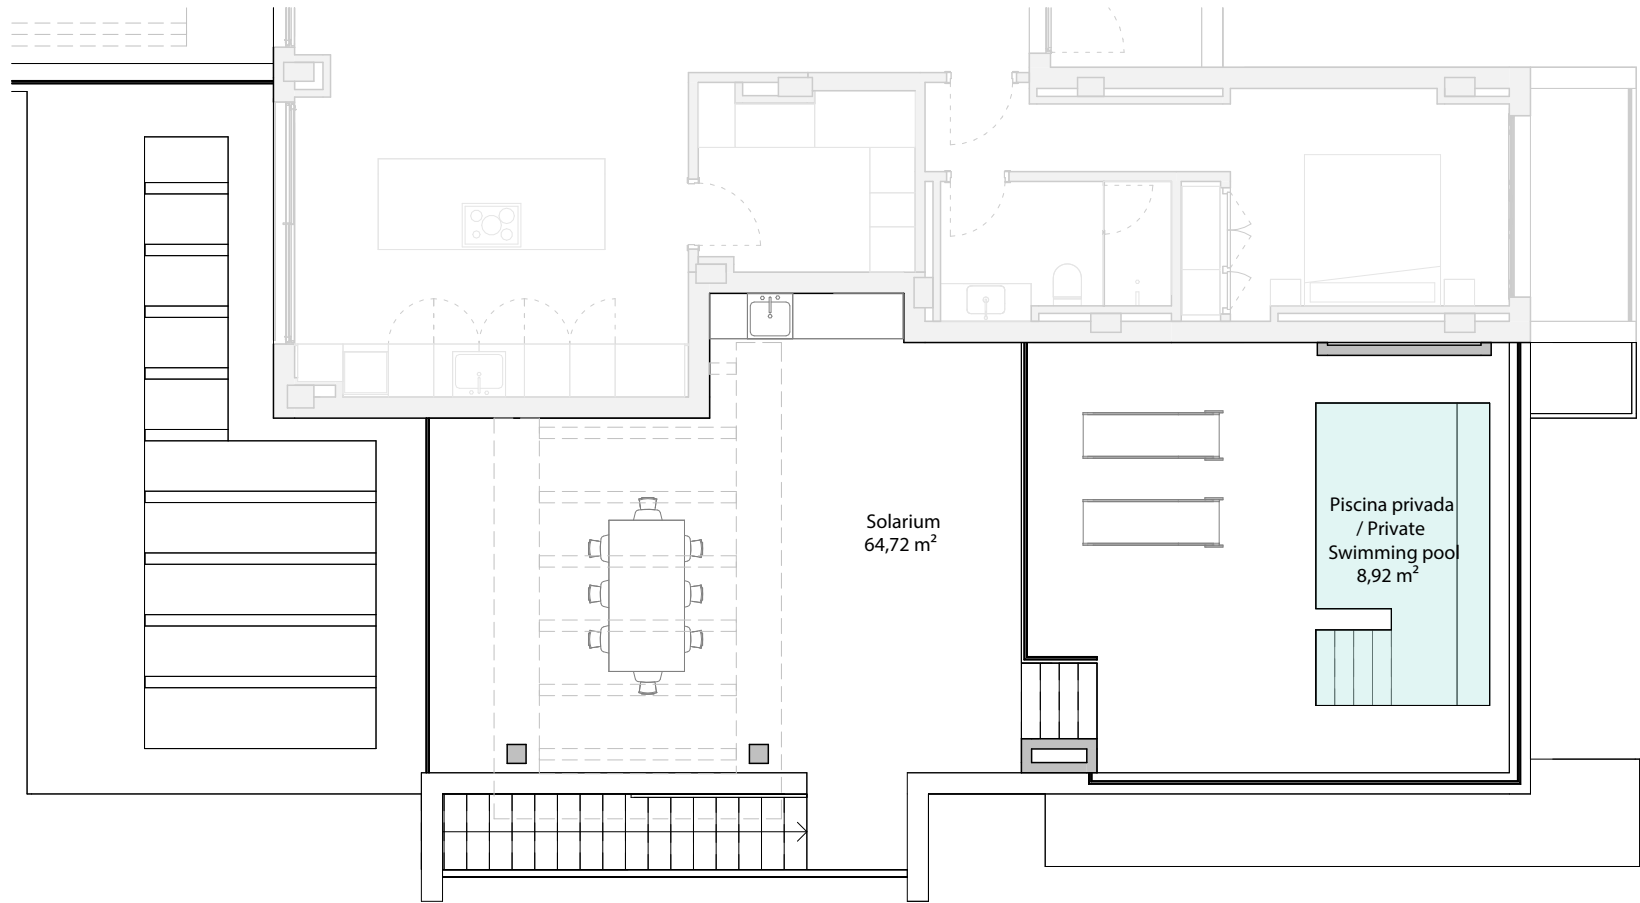 Solarium
64,72 m²
Piscina privada
/ Private
Swimming pool
8,92 m²